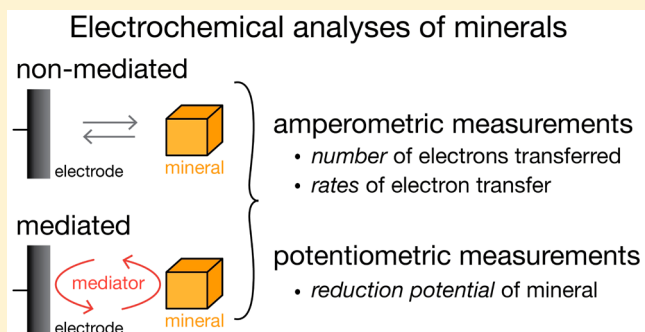 Electrochemical analyses of minerals
non-mediated
electrode
mineral
amperometric measurements
• number of electrons transferred
• rates of electron transfer
mediated
mediator
electrode
mineral
potentiometric measurements
• reduction potential of mineral